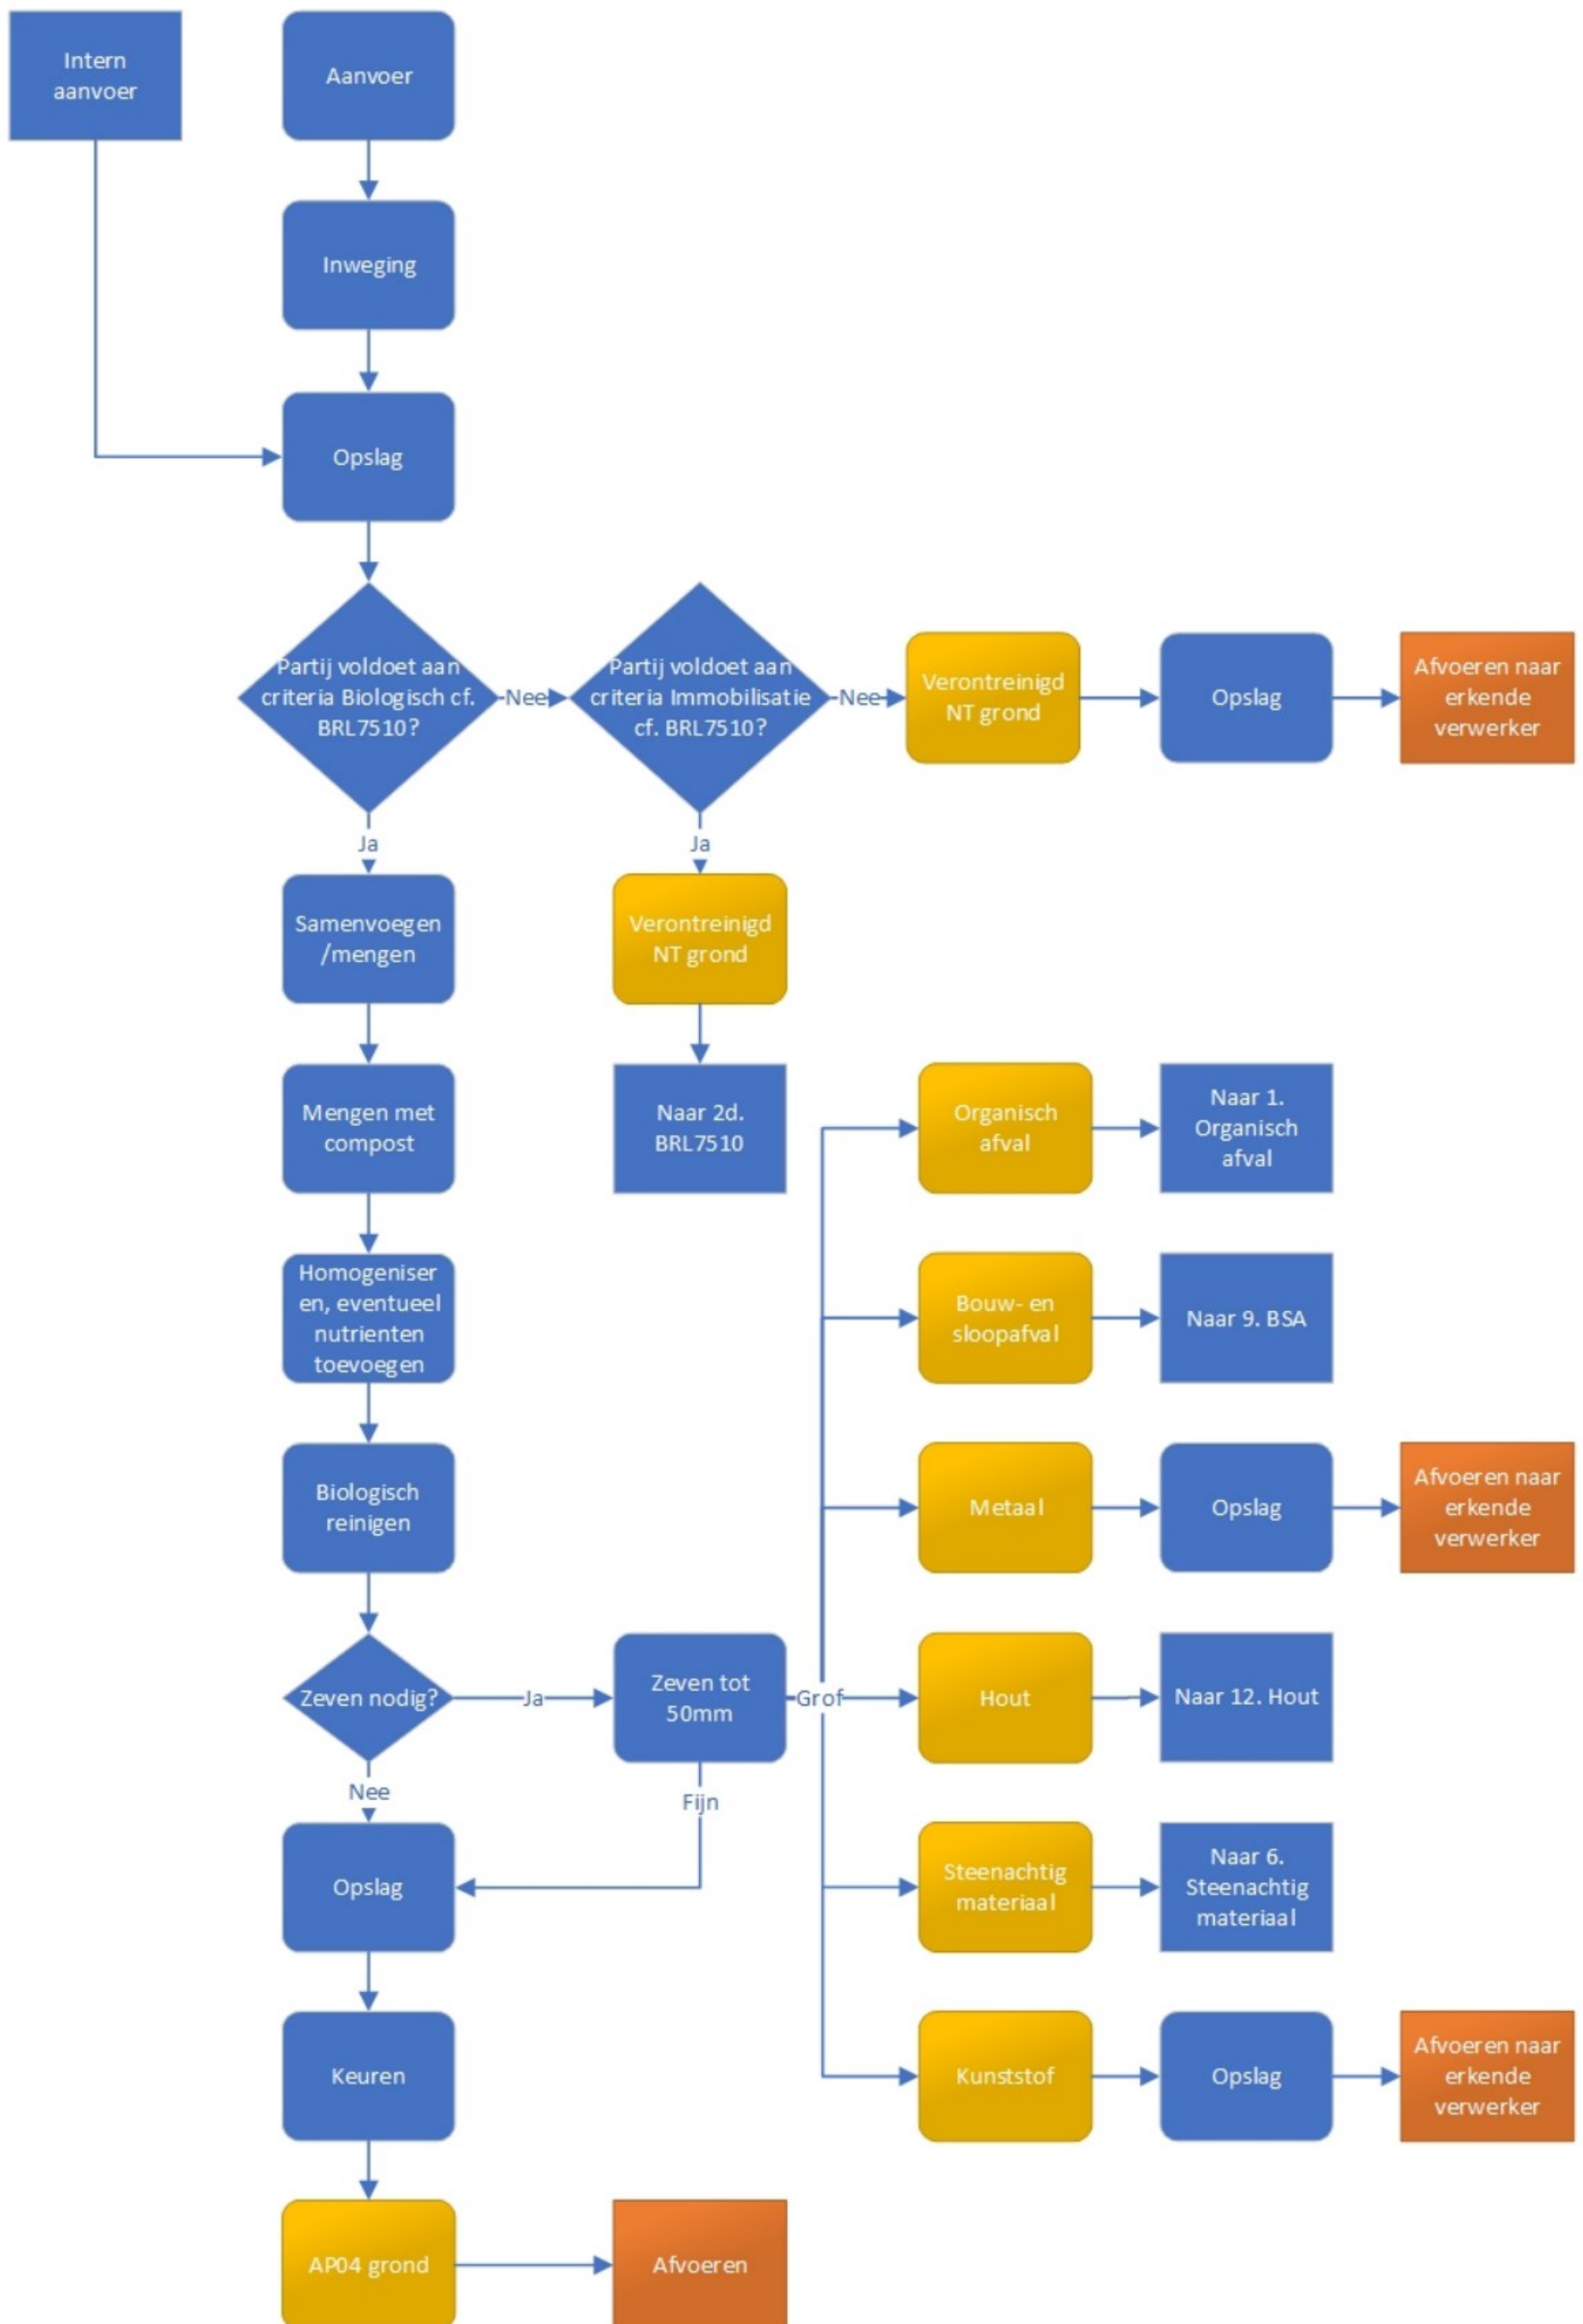 Intern
aanvoer
Aanvoer
Inweging
Opslag
Partij voldoet aan
criteria Biologisch cf.
BRL7510?
Nee
Partij voldoet aan
criteria Immobilisatie
cf. BRL7510?
Nee
Verontreinigd
NT grond
Opslag
Afvoeren naar
erkende
verwerker
Ja
Ja
Samenvoegen
/mengen
Verontreinigd
NT grond
Mengen met
compost
Naar 2d.
BRL7510
Organisch
afval
Naar 1.
Organisch
afval
Homogeniser
en, eventueel
nutrienten
toevoegen
Bouw- en
sloopafval
Naar 9. BSA
Biologisch
reinigen
Metaal
Opslag
Afvoeren naar
erkende
verwerker
Zeven nodig?
Ja
Zeven tot
50mm
Grof
Hout
Naar 12. Hout
Nee
Fijn
Opslag
Steenachtig
materiaal
Naar 6.
Steenachtig
materiaal
Keuren
Kunststof
Opslag
Afvoeren naar
erkende
verwerker
AP04 grond
Afvoeren